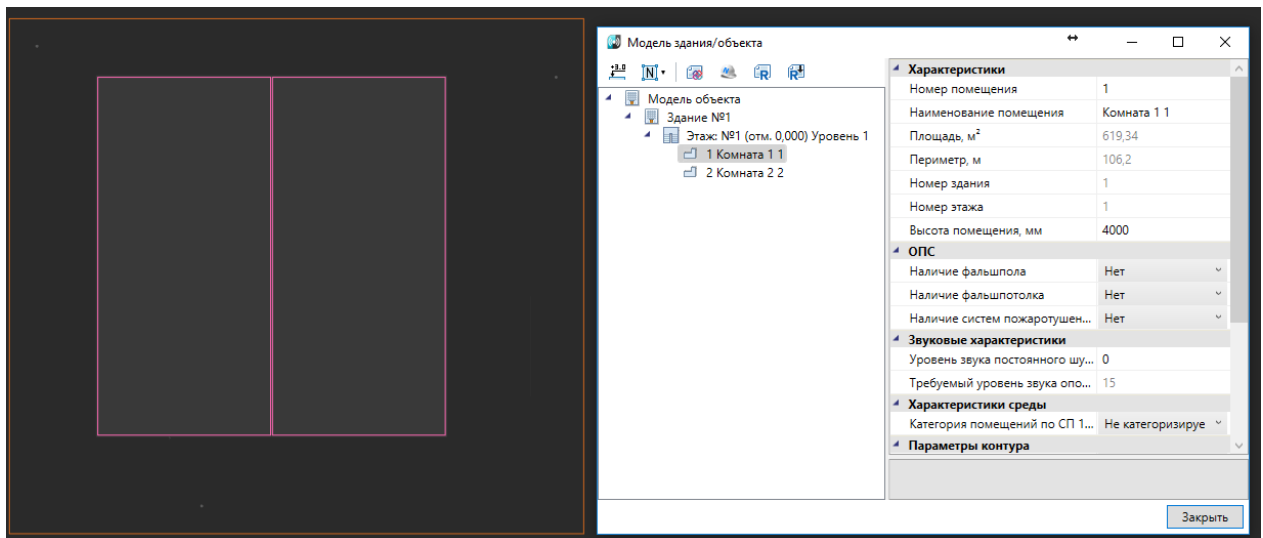 Модель здания/объекта
Модель объекта
Здание №1
Этаж: №1 (отм. 0,000) Уровень 1
1 Комната 1 1
2 Комната 2 2
Характеристики
Номер помещения 1
Наименование помещения Комната 1 1
Площадь, м² 619,34
Периметр, м 106,2
Номер здания 1
Номер этажа 1
Высота помещения, мм 4000
ОПС
Наличие фальшпола Нет
Наличие фальшпотолка Нет
Наличие систем пожаротушен... Нет
Звуковые характеристики
Уровень звука постоянного шу... 0
Требуемый уровень звука опо... 15
Характеристики среды
Категория помещений по СП 1... Не категоризируе
Параметры контура
Закрыть